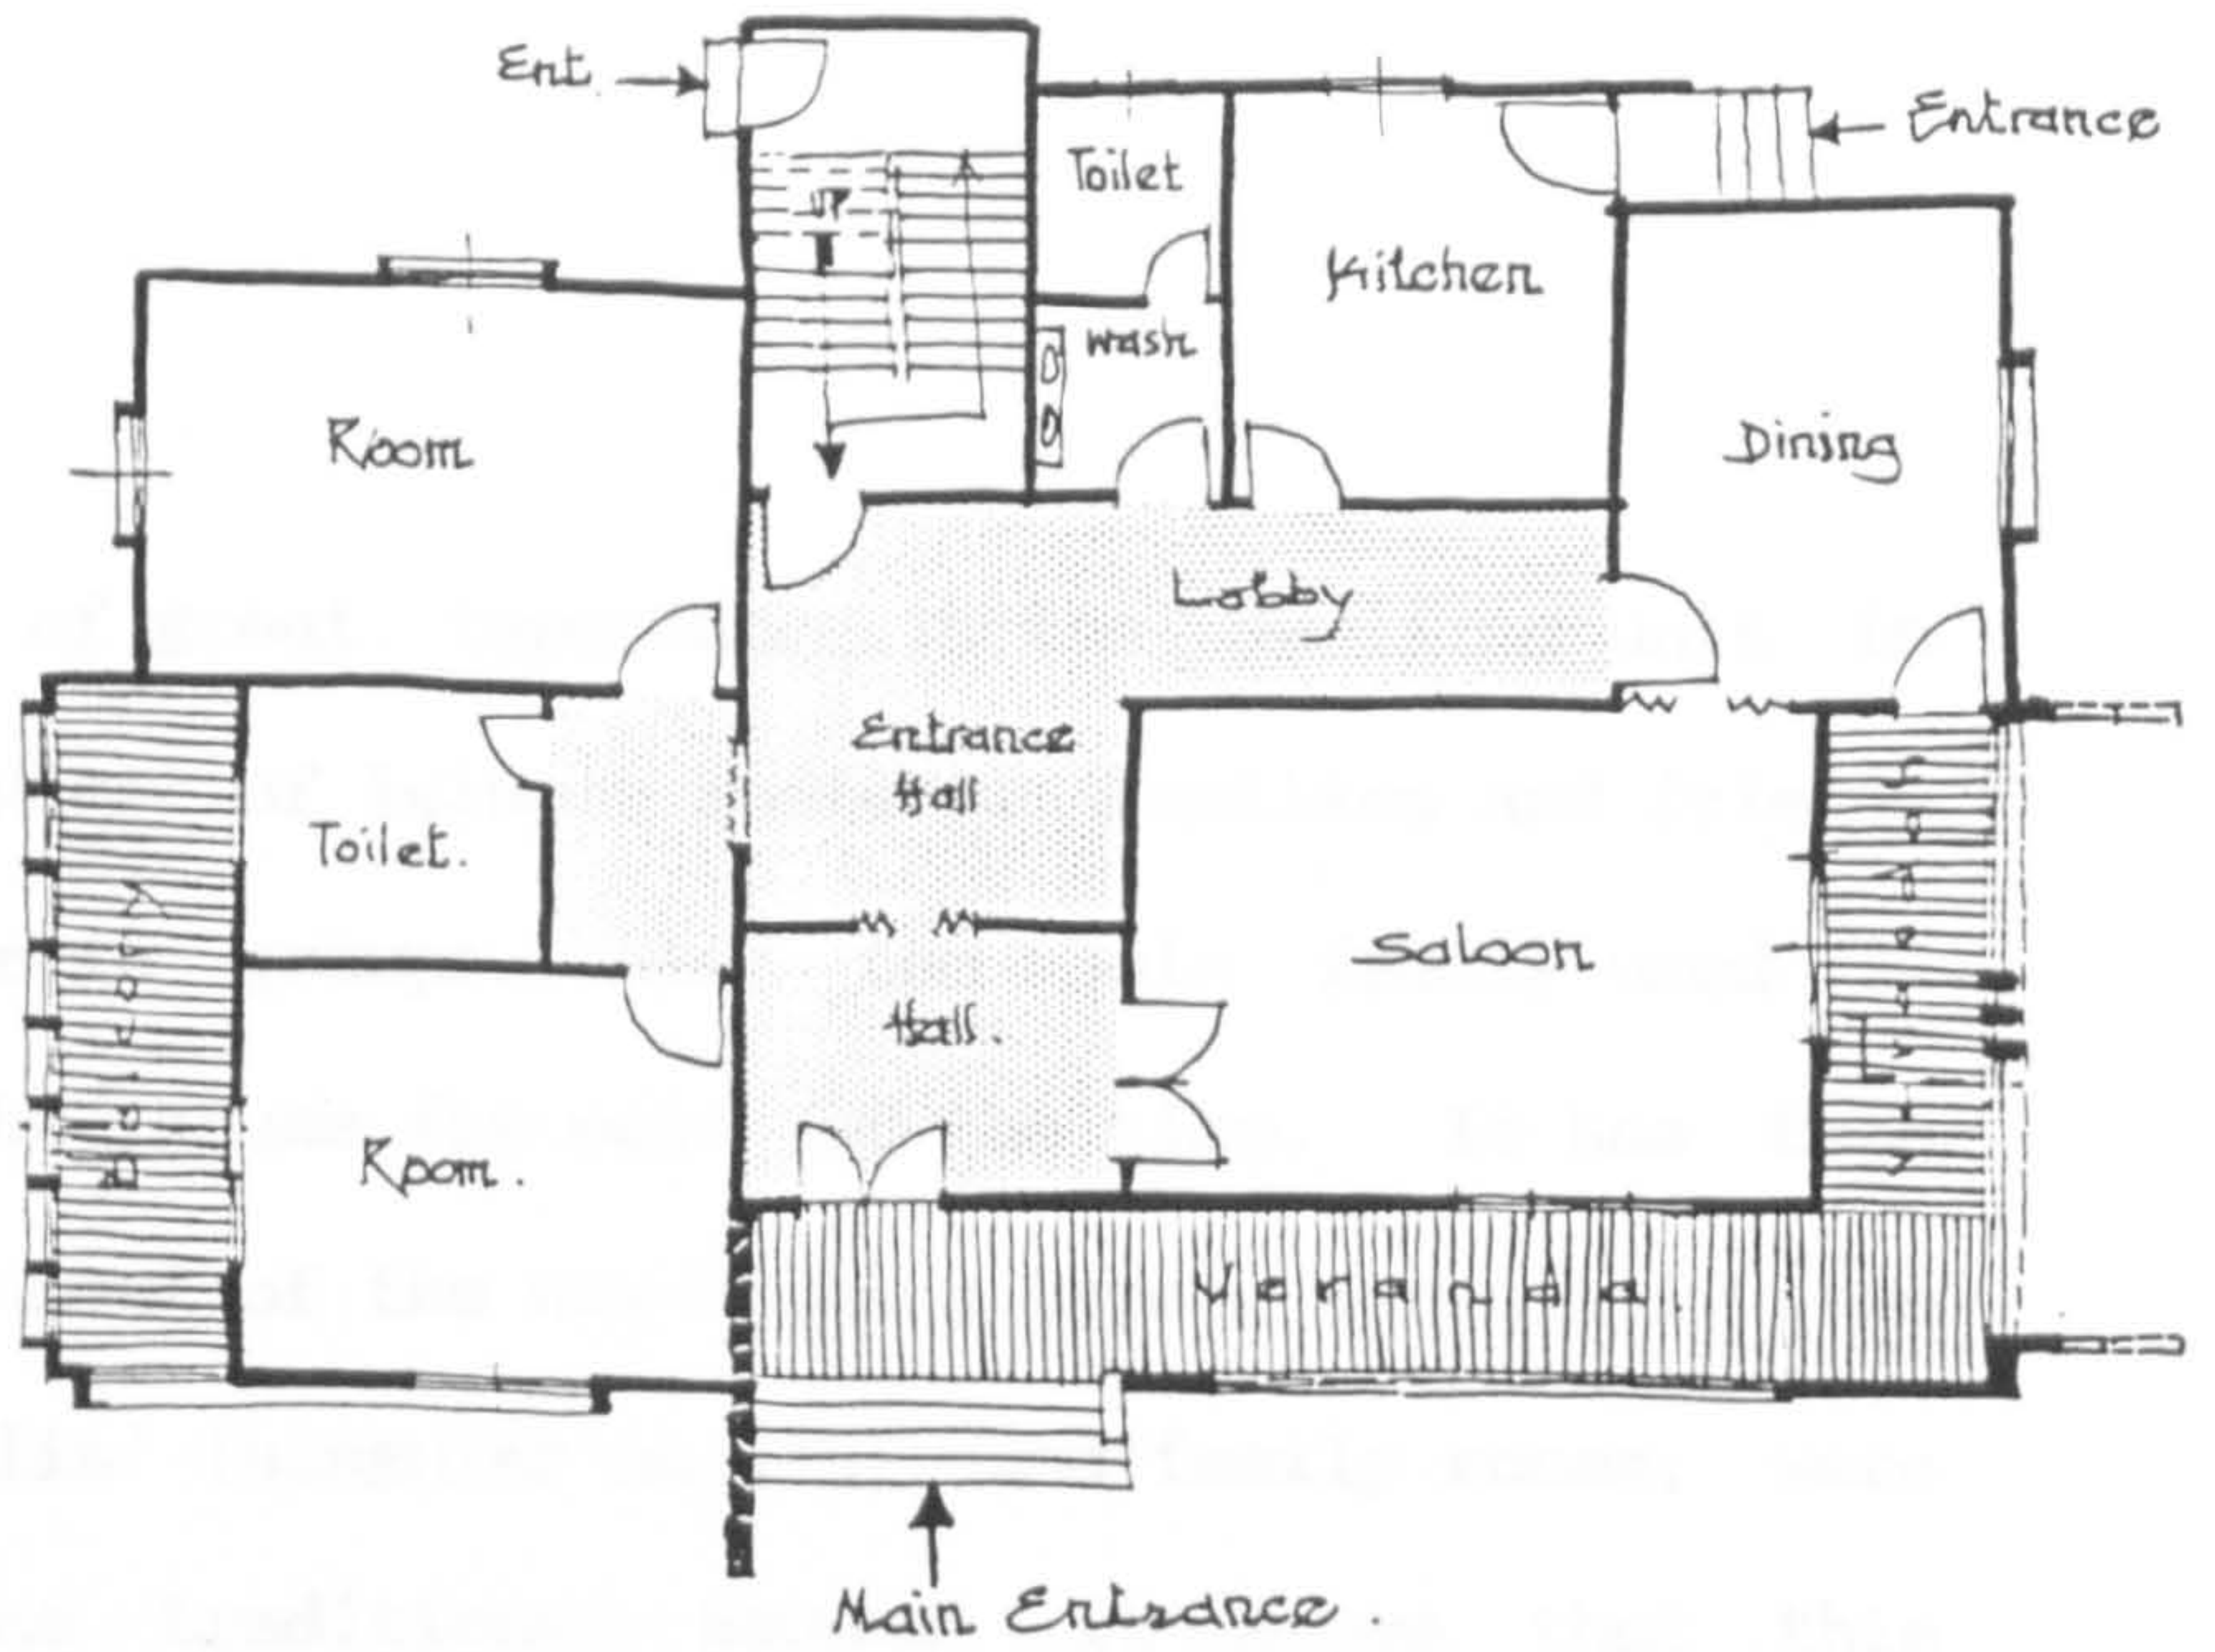 Ent.
Entrance
Toilet
UP
Kitchen
wash
Room
Dining
Lobby
Entrance
Hall
Toilet.
Saloon
Hall.
Room.
Veranda
Main Entrance.